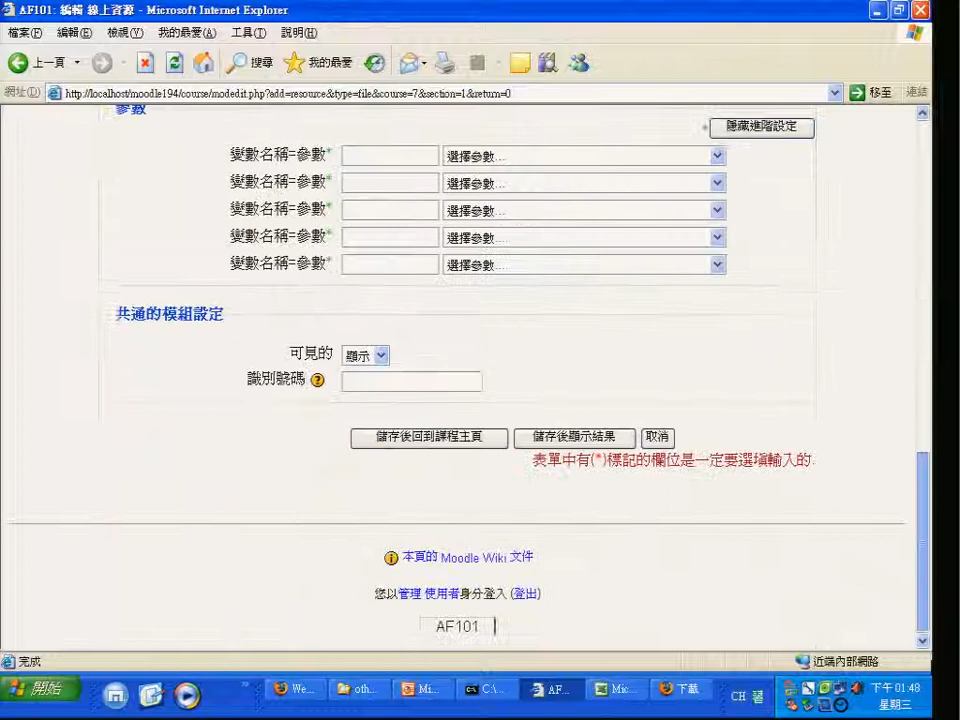 AF101: 編輯 線上資源 - Microsoft Internet Explorer
檔案(F) 編輯(E) 檢視(V) 我的最愛(A) 工具(T) 說明(H)
上一頁 搜尋 我的最愛
網址(D) http://localhost/moodle194/course/modedit.php?add=resource&type=file&course=7&section=1&return=0 移至 連結
參數
* 隱藏進階設定
變數名稱=參數* 選擇參數...
變數名稱=參數* 選擇參數...
變數名稱=參數* 選擇參數...
變數名稱=參數* 選擇參數...
變數名稱=參數* 選擇參數...
共通的模組設定
可見的 顯示
識別號碼
儲存後回到課程主頁 儲存後顯示結果 取消
表單中有(*)標記的欄位是一定要選填輸入的.
本頁的 Moodle Wiki 文件
您以管理 使用者身分登入 (登出)
AF101
完成 近端內部網路
開始 We... oth... Mi... C:\... AF... Mic... 下載 CH 下午 01:48
星期三